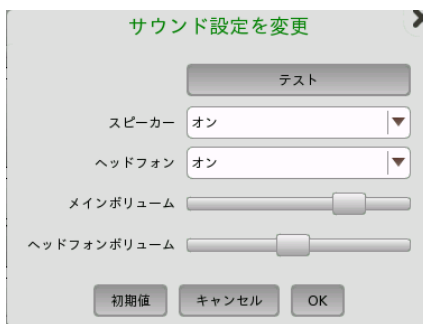 サウンド設定を変更
テスト
スピーカー オン
ヘッドフォン オン
メインボリューム
ヘッドフォンボリューム
初期値 キャンセル OK